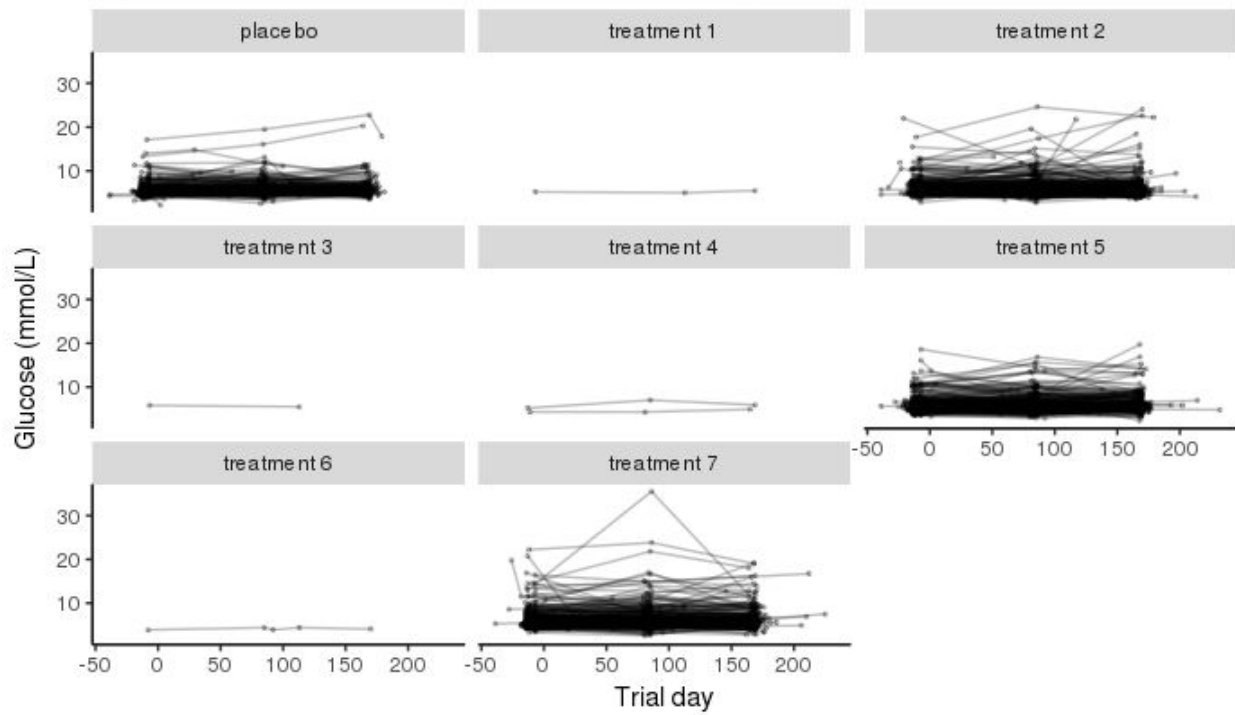 placebo treatment 1 treatment 2
30
20
10
treatment 3 treatment 4 treatment 5
Glucose (mmol/L)
30
20
10
-50 0 50 100 150 200
treatment 6 treatment 7
30
20
10
-50 0 50 100 150 200 -50 0 50 100 150 200
Trial day